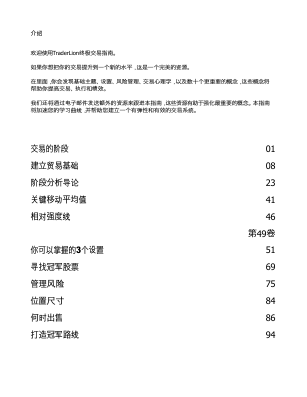 介绍
欢迎使用TraderLion终极交易指南。
如果你想把你的交易提升到一个新的水平，这是一个完美的资源。
在里面，你会发现基础主题、设置、风险管理、交易心理学，以及数十个更重要的概念，这些概念将
帮助你提高交易、执行和绩效。
我们还将通过电子邮件发送额外的资源来跟进本指南，这些资源有助于强化最重要的概念。本指南
将加速您的学习曲线，并帮助您建立一个有弹性和有效的交易系统。
交易的阶段 01
建立贸易基础 08
阶段分析导论 23
关键移动平均值 41
相对强度线 46
第49卷
你可以掌握的3个设置 51
寻找冠军股票 69
管理风险 75
位置尺寸 84
何时出售 86
打造冠军路线 94